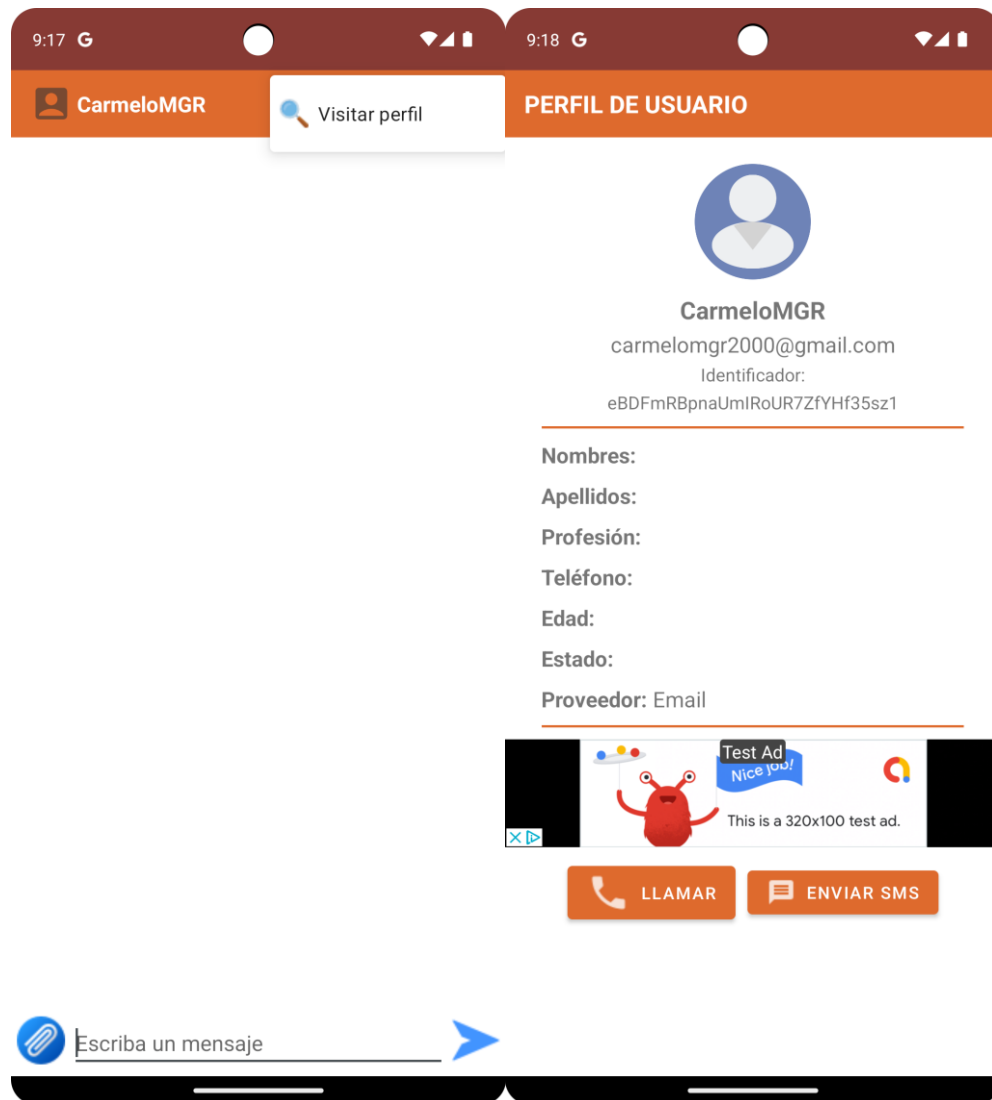 9:17 G
CarmeloMGR
Visitar perfil
Escriba un mensaje
9:18 G
PERFIL DE USUARIO
CarmeloMGR
carmelomgr2000@gmail.com
Identificador:
eBDFmRBpnaUmIRoUR7ZfYHf35sz1
Nombres:
Apellidos:
Profesión:
Teléfono:
Edad:
Estado:
Proveedor: Email
Test Ad
Nice job!
This is a 320x100 test ad.
LLAMAR
ENVIAR SMS